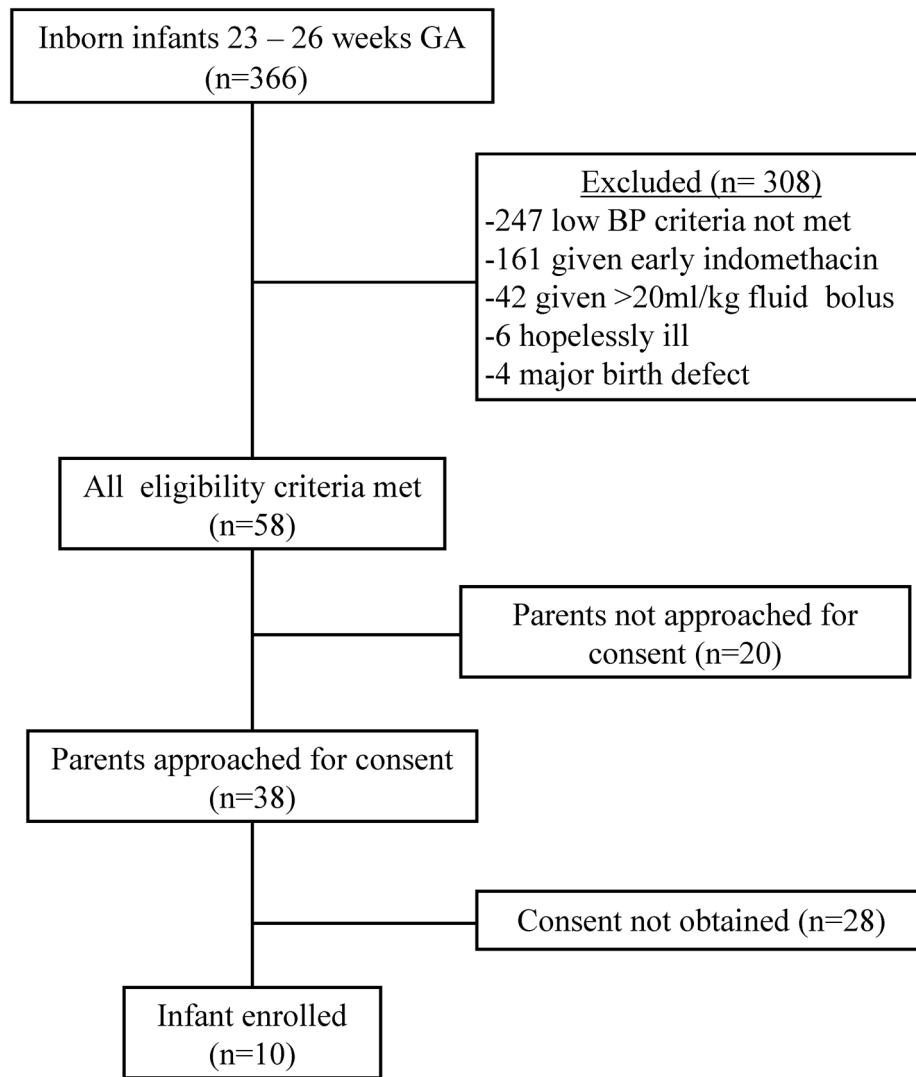 Inborn infants 23 – 26 weeks GA
(n=366)
Excluded (n= 308)
-247 low BP criteria not met
-161 given early indomethacin
-42 given >20ml/kg fluid  bolus
-6 hopelessly ill
-4 major birth defect
All  eligibility criteria met
(n=58)
Parents not approached for
consent (n=20)
Parents approached for consent
(n=38)
Consent not obtained (n=28)
Infant enrolled
(n=10)